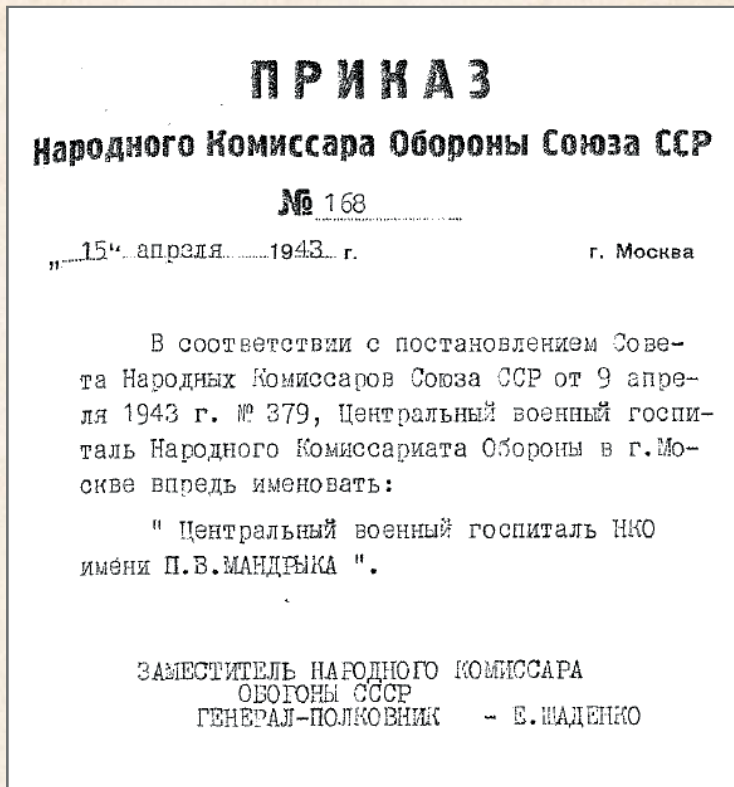 ПРИКАЗ
Народного Комиссара Обороны Союза ССР
№ 168
„ 15“ апреля 1943 г. г. Москва
В соответствии с постановлением Сове-
та Народных Комиссаров Союза ССР от 9 апре-
ля 1943 г. № 379, Центральный военный госпи-
таль Народного Комиссариата Обороны в г.Мо-
скве впредь именовать:
" Центральный военный госпиталь НКО
имени П.В.МАНДРЫКА ".
ЗАМЕСТИТЕЛЬ НАРОДНОГО КОМИССАРА
ОБОРОНЫ СССР
ГЕНЕРАЛ-ПОЛКОВНИК - Е.ЩАДЕНКО